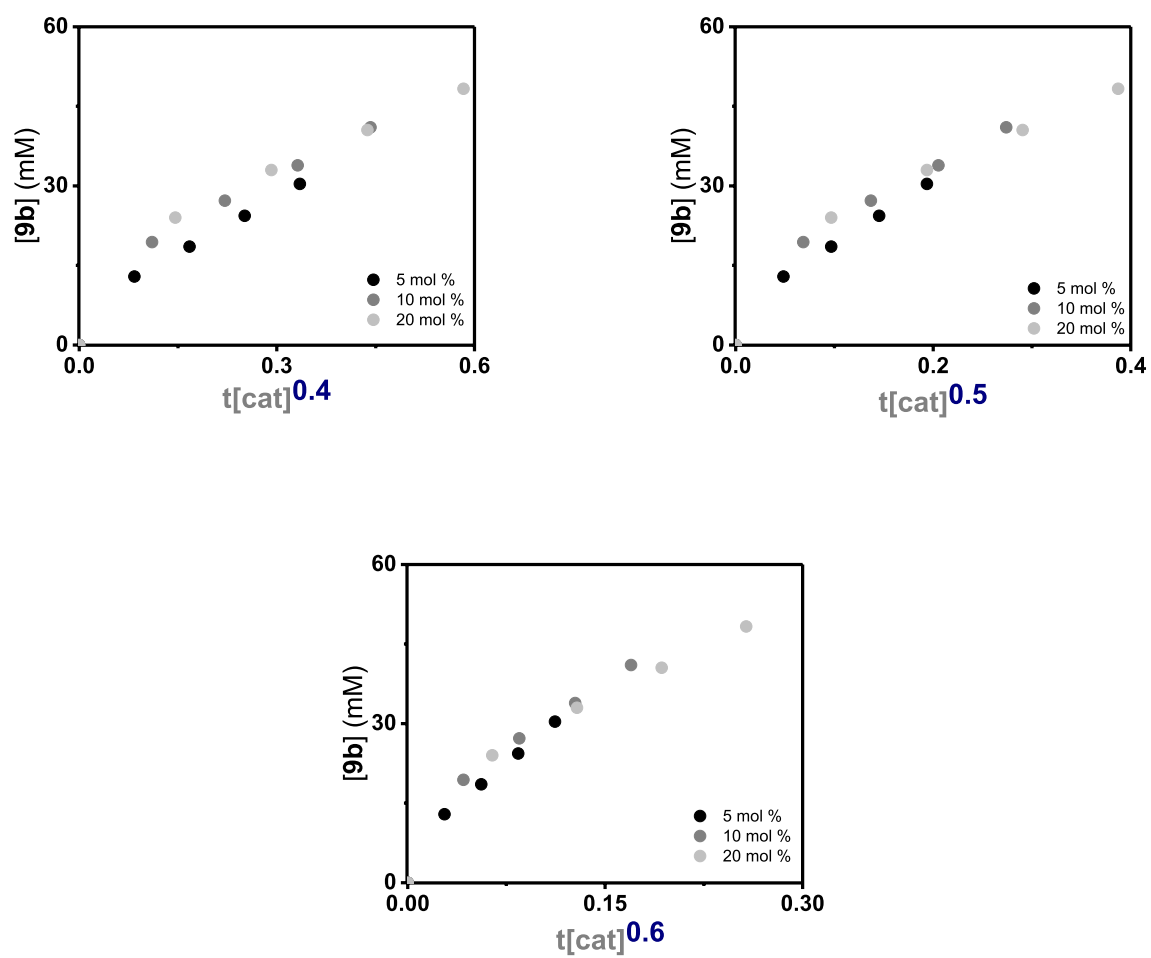 60
30
0
[9b] (mM)
5 mol %
10 mol %
20 mol %
0.0 0.3 0.6
t[cat]0.4
60
30
0
[9b] (mM)
5 mol %
10 mol %
20 mol %
0.0 0.2 0.4
t[cat]0.5
60
30
0
[9b] (mM)
5 mol %
10 mol %
20 mol %
0.00 0.15 0.30
t[cat]0.6